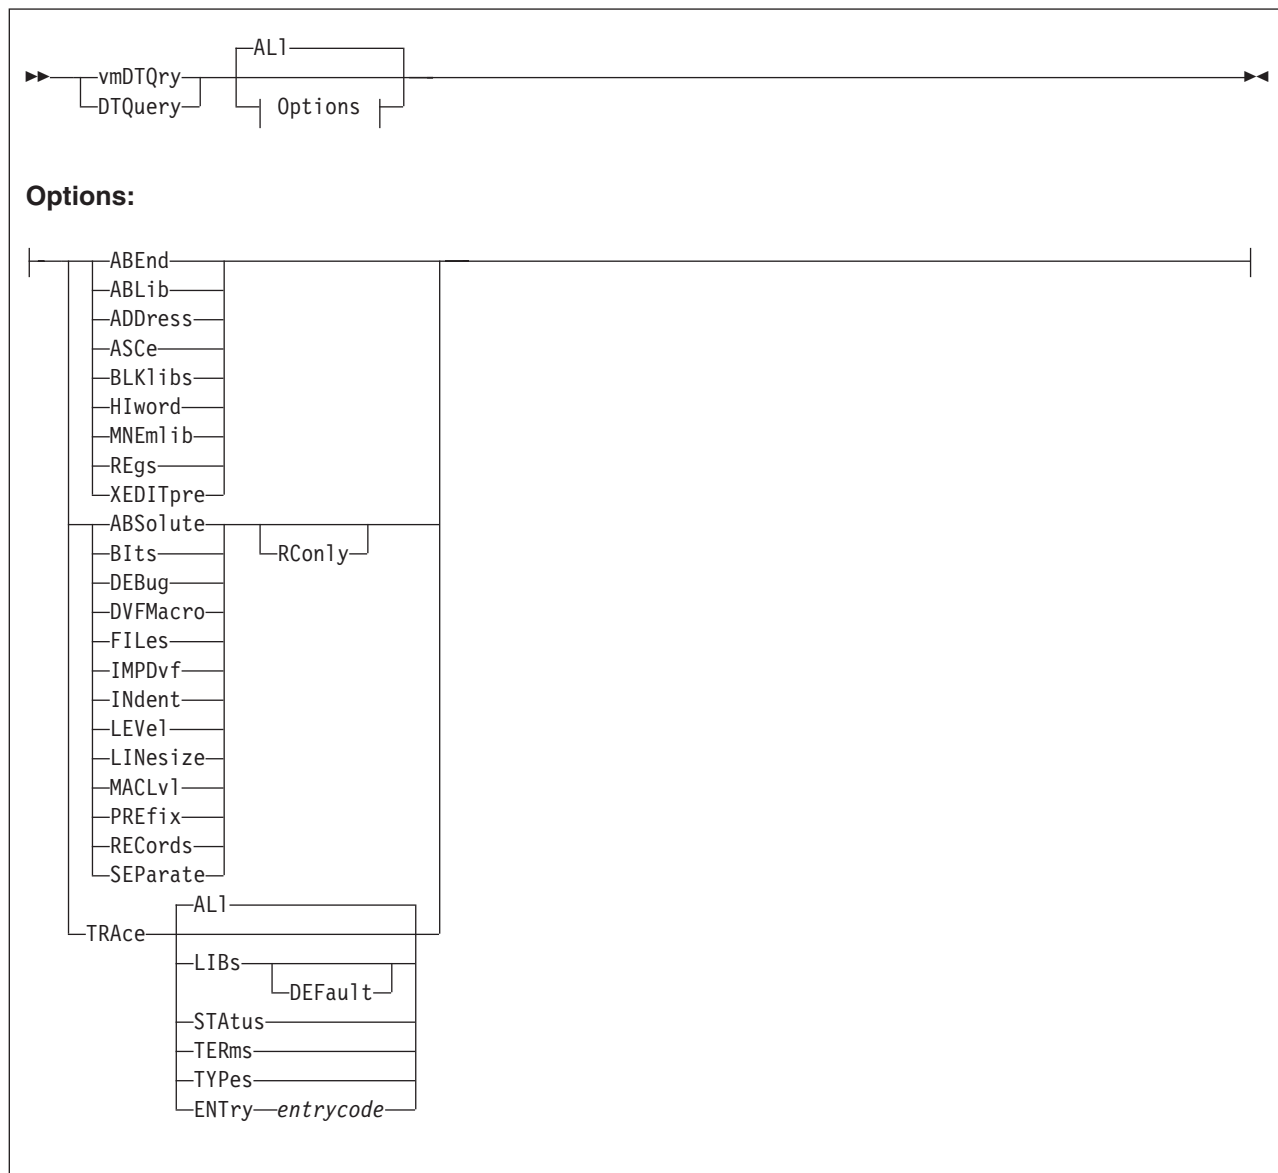 ALl
vmDTQry
DTQuery
Options
Options:
ABEnd
ABLib
ADDress
ASCe
BLKlibs
HIword
MNEmlib
REgs
XEDITpre
ABSolute
BIts
RConly
DEBug
DVFMacro
FILes
IMPDvf
INdent
LEVel
LINesize
MACLvl
PREfix
RECords
SEParate
ALl
TRAce
LIBs
DEFault
STAtus
TERms
TYPes
ENTry entrycode